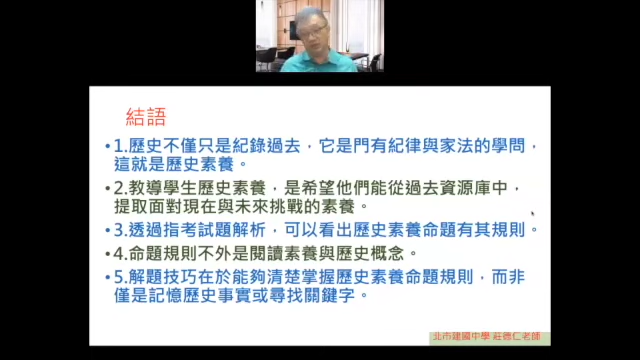 結語
•1.歷史不僅只是紀錄過去，它是門有紀律與家法的學問，
這就是歷史素養。
•2.教導學生歷史素養，是希望他們能從過去資源庫中，
提取面對現在與未來挑戰的素養。
•3.透過指考試題解析，可以看出歷史素養命題有其規則。
•4.命題規則不外是閱讀素養與歷史概念。
•5.解題技巧在於能夠清楚掌握歷史素養命題規則，而非
僅是記憶歷史事實或尋找關鍵字。
北市建國中學 莊德仁老師